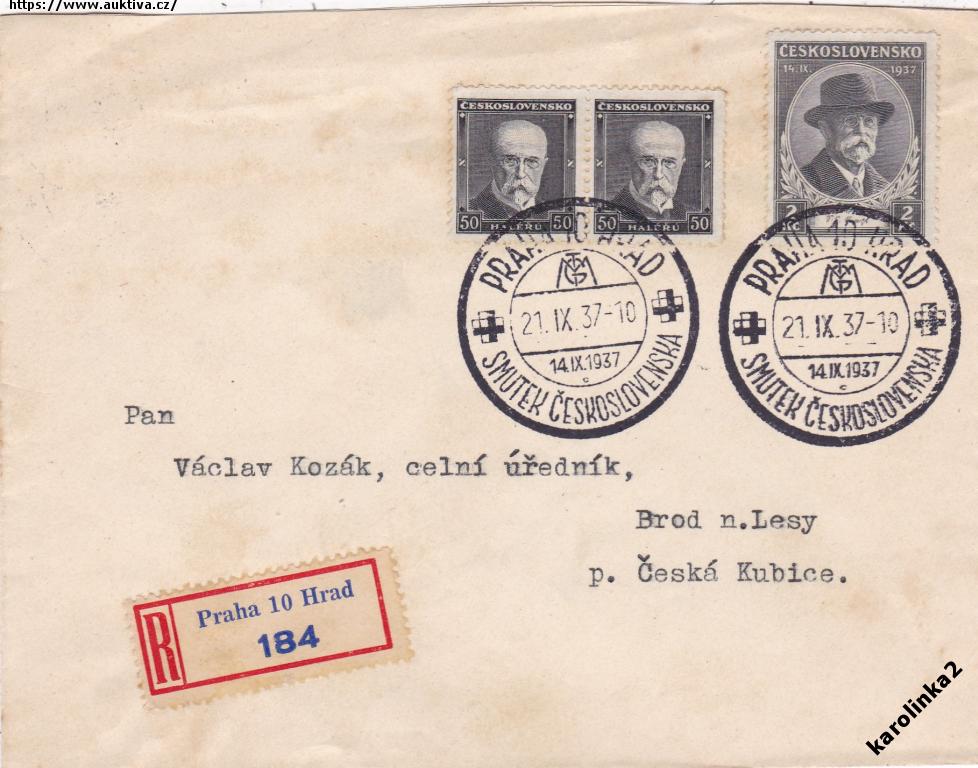 https://www.auktiva.cz/
ČESKOSLOVENSKO
50 HALÉŘŮ 50
ČESKOSLOVENSKO
50 HALÉŘŮ 50
ČESKOSLOVENSKO
14.IX. 1937
2 Kč 2
PRAHA 10 HRAD
TGM
21.IX.37-10
14.IX.1937
c
SMUTEK ČESKOSLOVENSKA
PRAHA 10 HRAD
TGM
21.IX.37-10
14.IX.1937
c
SMUTEK ČESKOSLOVENSKA
Pan
Václav Kozák, celní úředník,
Brod n.Lesy
p. Česká Kubice.
R Praha 10 Hrad
184
karolinka2